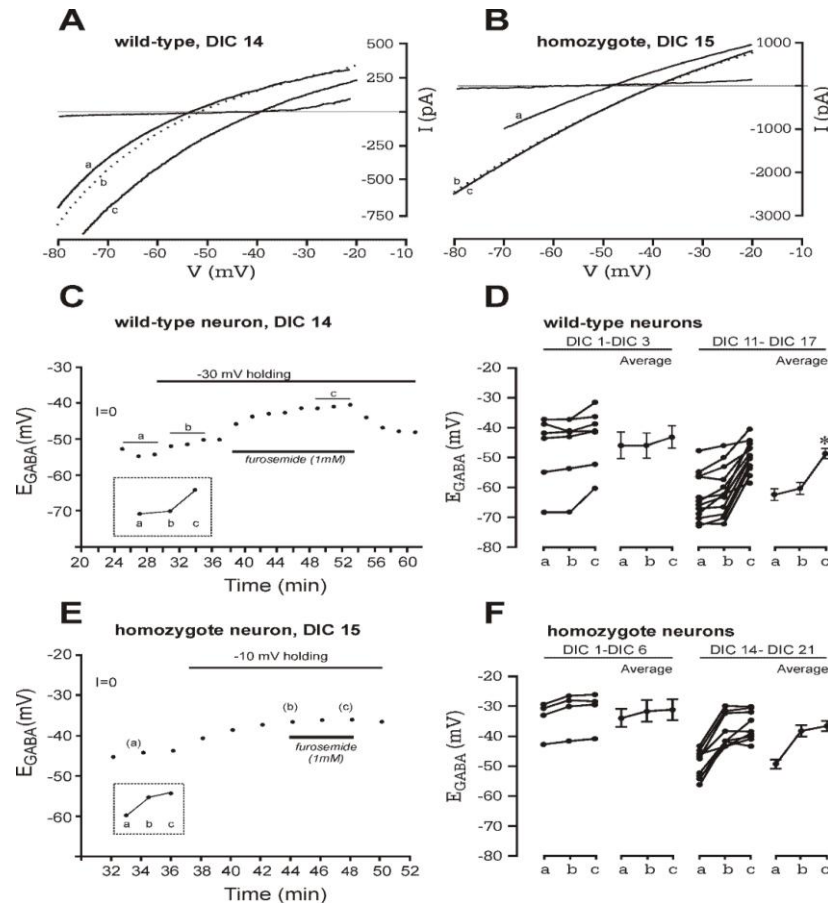 A
wild-type, DIC 14
500
250
-250
-500
-750
I (pA)
a
b
c
-80 -70 -60 -50 -40 -30 -20 -10
V (mV)
B
homozygote, DIC 15
1000
-1000
-2000
-3000
I (pA)
a
b
c
-80 -70 -60 -50 -40 -30 -20 -10
V (mV)
C
wild-type neuron, DIC 14
-30
-40
-50
-60
-70
EGABA(mV)
-30 mV holding
I=0
a
b
c
furosemide (1mM)
a b c
20 24 28 32 36 40 44 48 52 56 60
Time (min)
D
wild-type neurons
DIC 1-DIC 3
Average
DIC 11- DIC 17
Average
-20
-30
-40
-50
-60
-70
-80
EGABA (mV)
*
a b c a b c a b c a b c
E
homozygote neuron, DIC 15
-20
-30
-40
-50
-60
EGABA(mV)
-10 mV holding
I=0
(a)
(b)
(c)
furosemide
(1mM)
a b c
32 34 36 38 40 42 44 46 48 50 52
Time (min)
F
homozygote neurons
DIC 1-DIC 6
Average
DIC 14- DIC 21
Average
-20
-30
-40
-50
-60
-70
-80
EGABA (mV)
a b c a b c a b c a b c